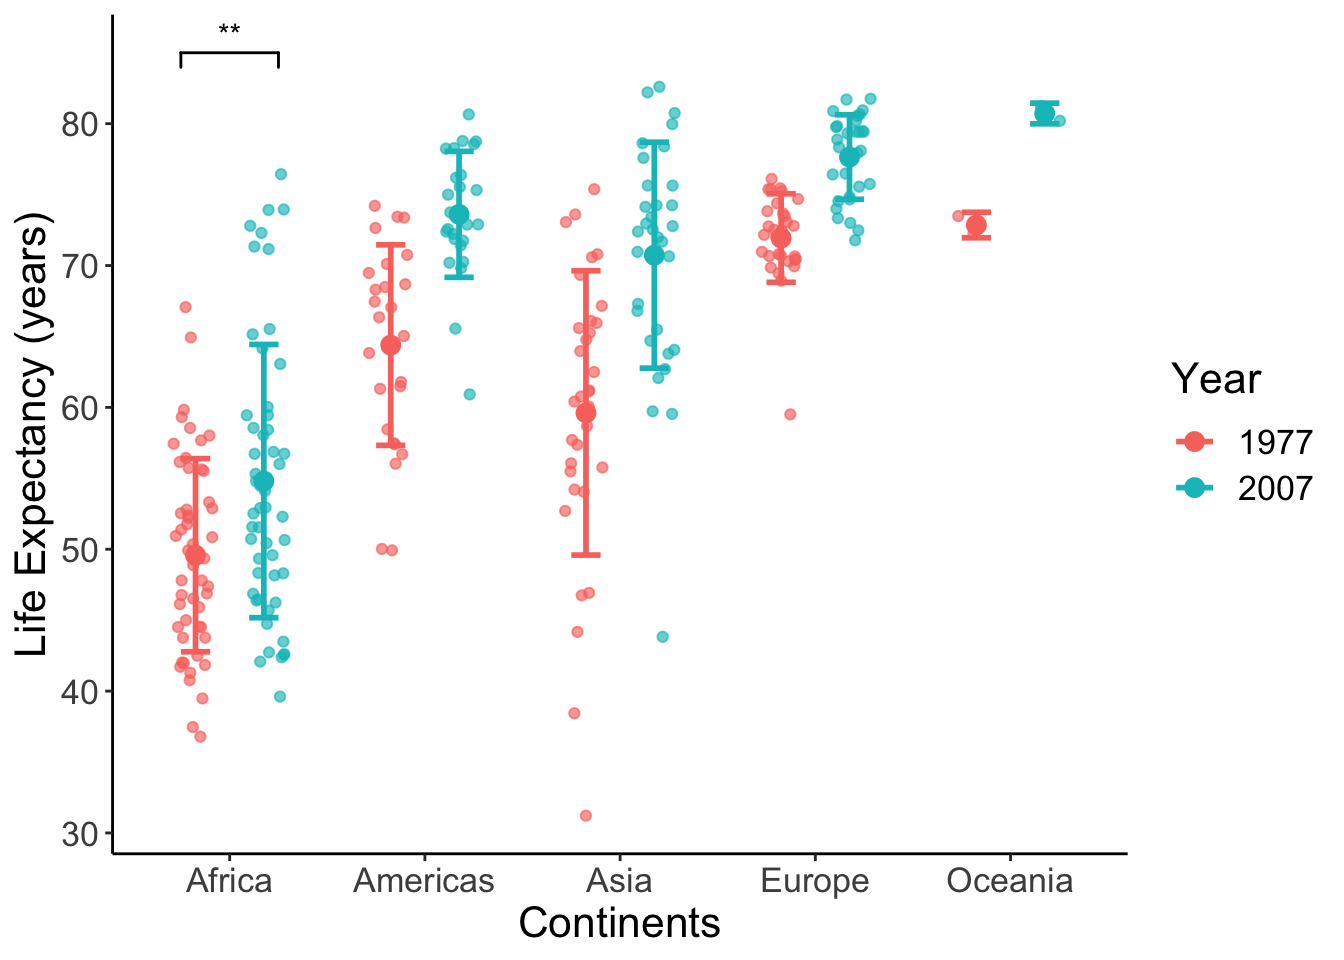 **
80
70
60
50
40
30
Life Expectancy (years)
Africa Americas Asia Europe Oceania
Continents
Year
1977
2007